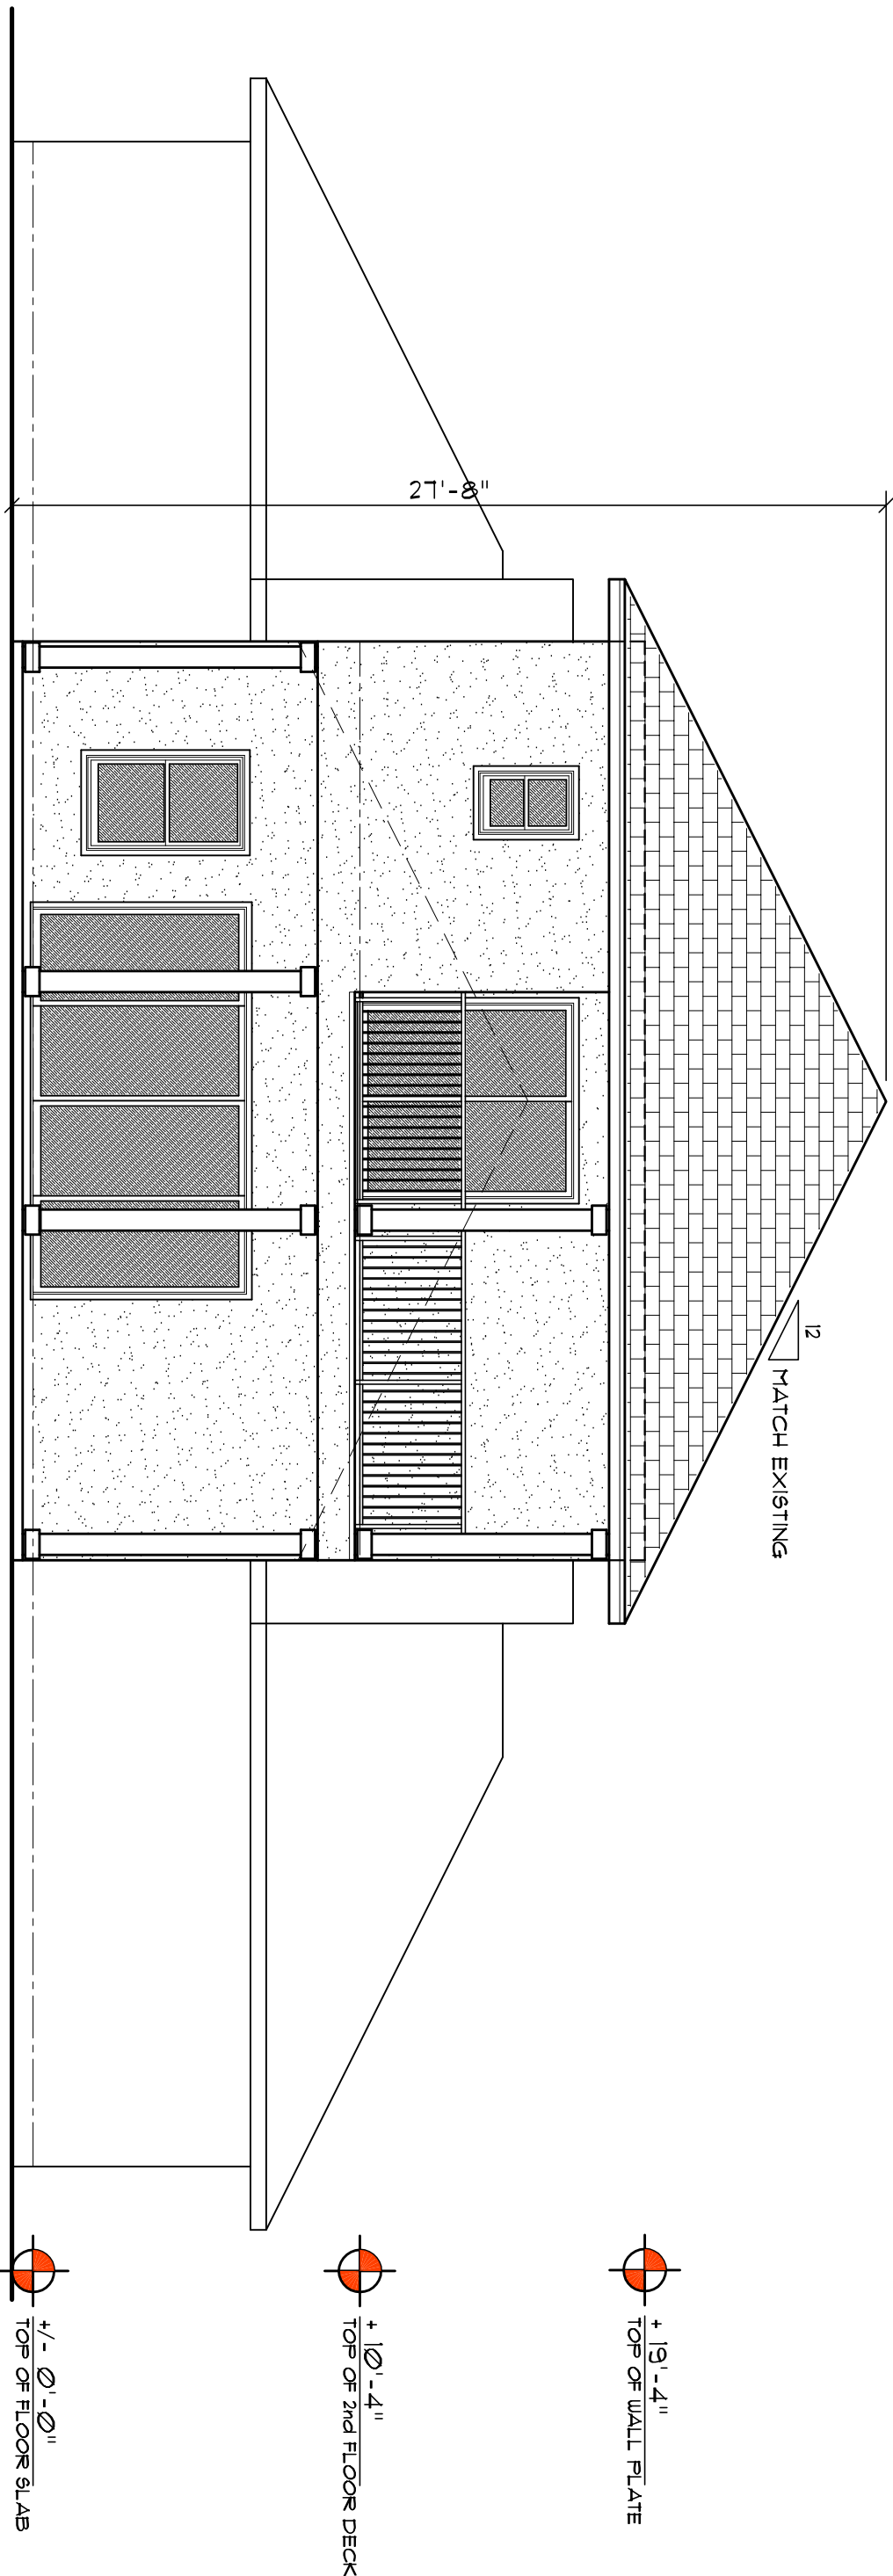 27'-8"
12
MATCH EXISTING
+ 19'-4"
TOP OF WALL PLATE
+ 10'-4"
TOP OF 2nd FLOOR DECK
+/- 0'-0"
TOP OF FLOOR SLAB